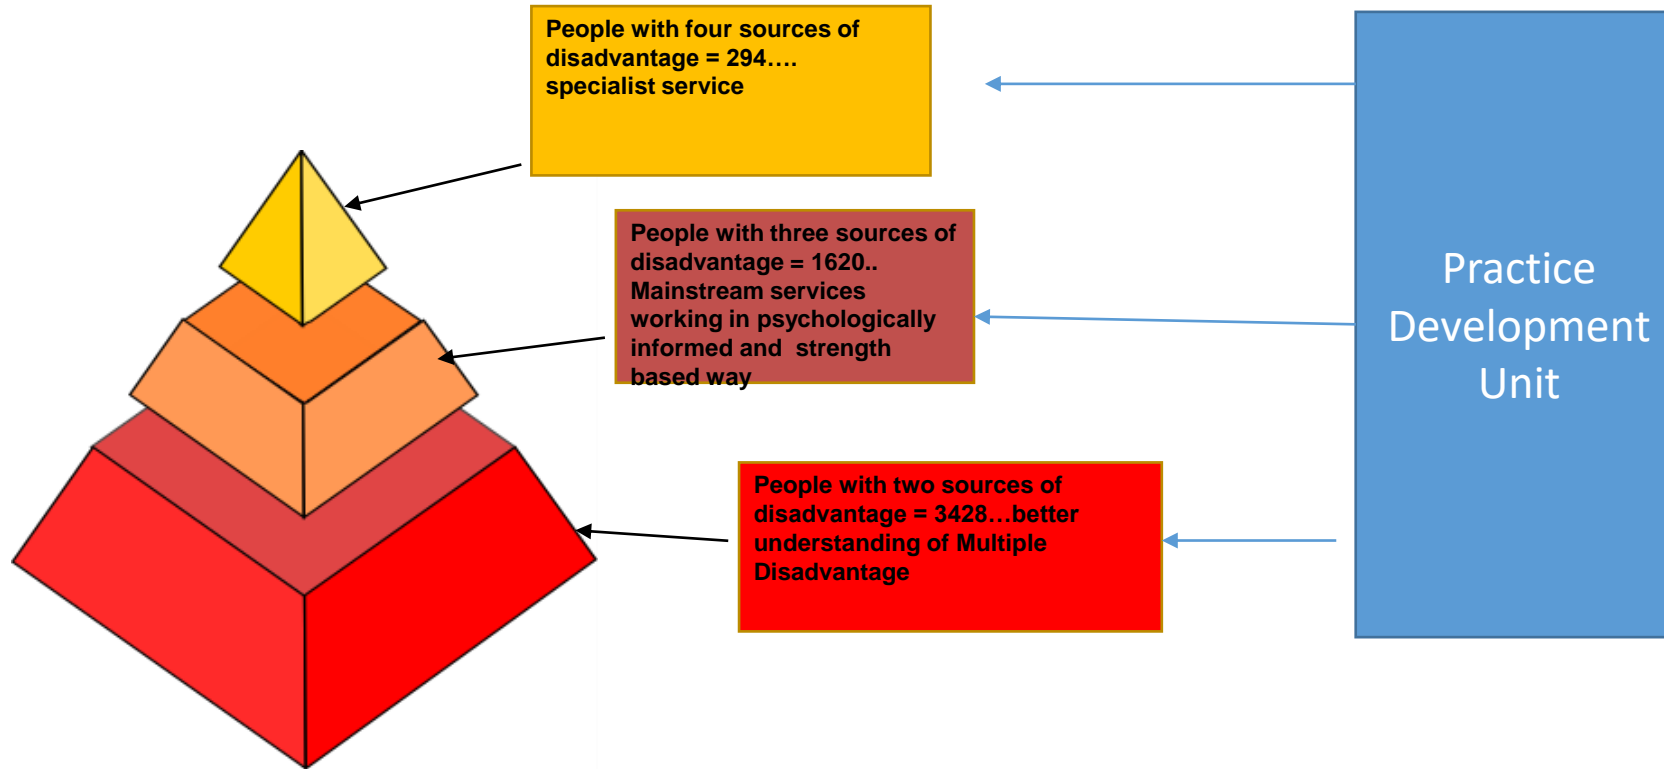 People with four sources of
disadvantage = 294….
specialist service
People with three sources of
disadvantage = 1620..
Mainstream services
working in psychologically
informed and  strength
based way
People with two sources of
disadvantage = 3428…better
understanding of Multiple
Disadvantage
Practice
Development
Unit